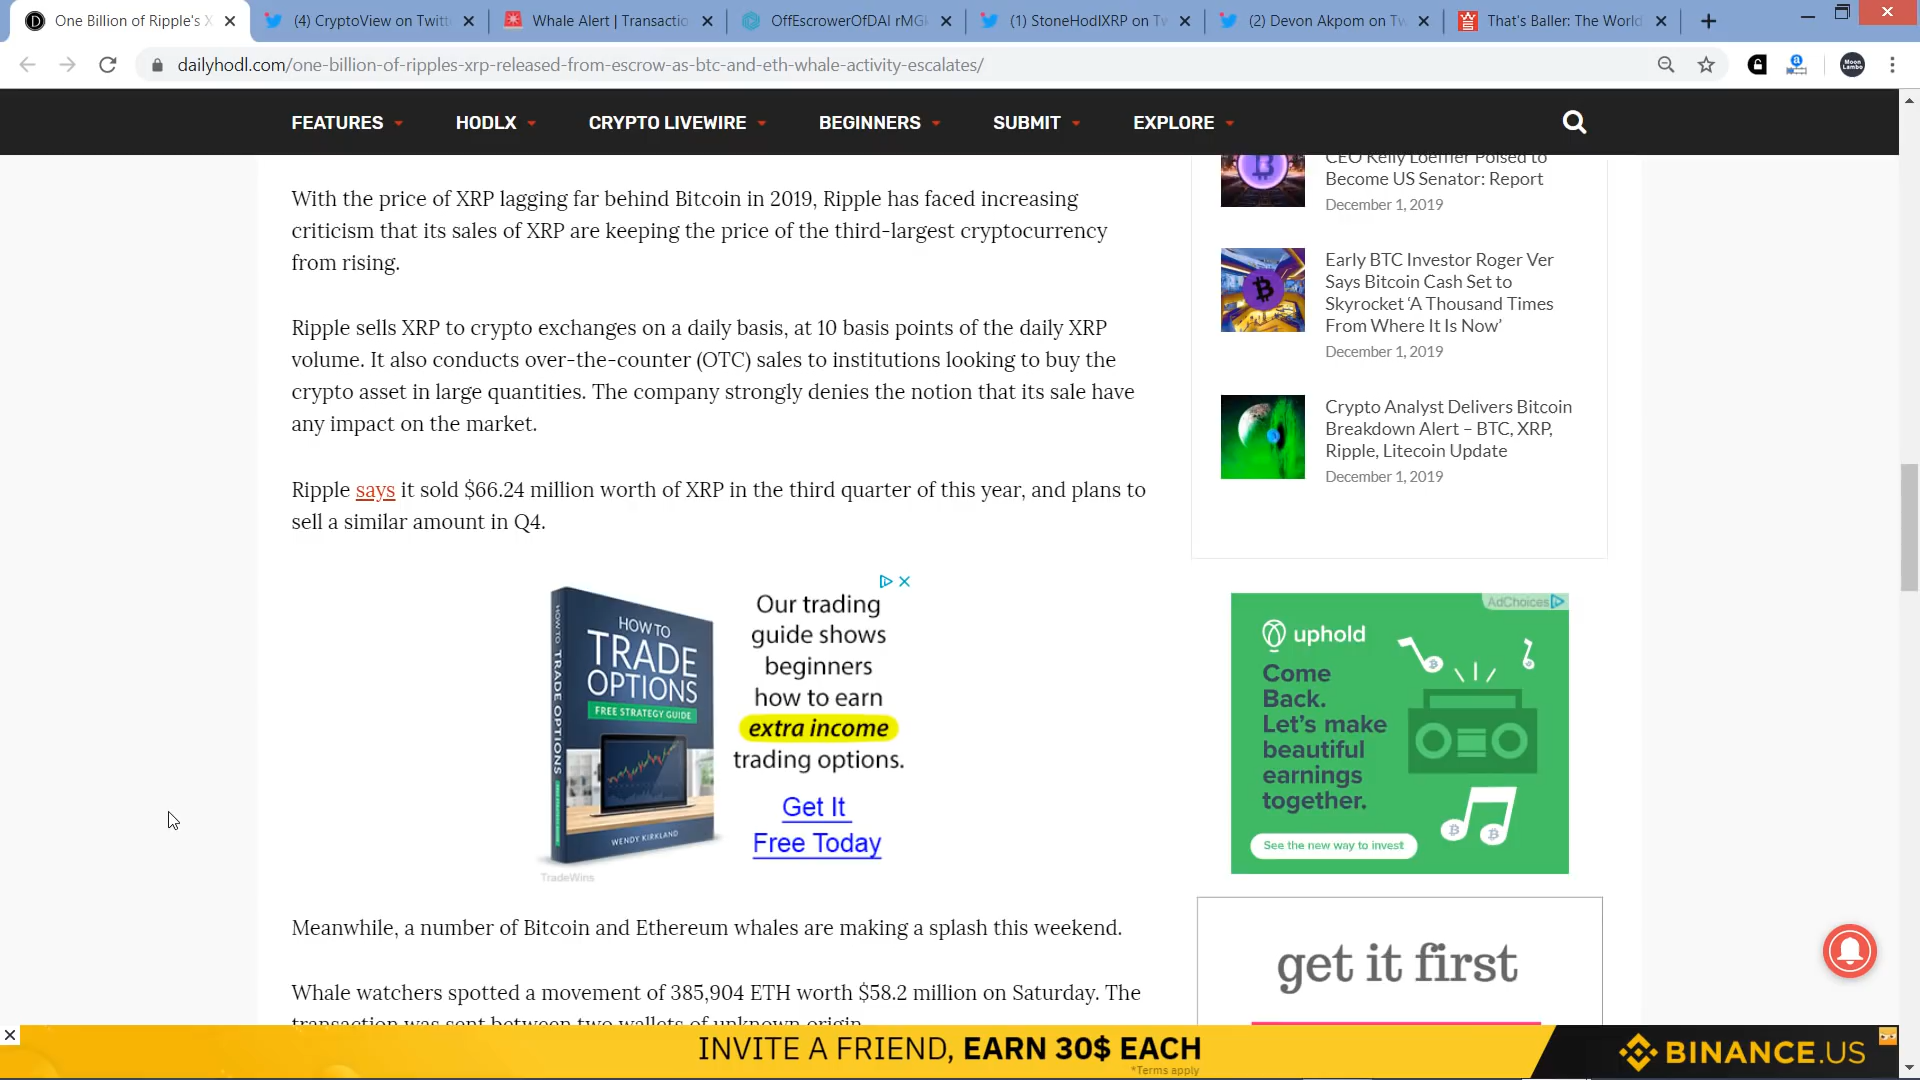 One Billion of Ripple's X
(4) CryptoView on Twitt
Whale Alert | Transactio
OffEscrowerOfDAI rMGk
(1) StoneHodlXRP on Tw
(2) Devon Akpom on Tw
That's Baller: The World
dailyhodl.com/one-billion-of-ripples-xrp-released-from-escrow-as-btc-and-eth-whale-activity-escalates/
Moon Lambo
FEATURES
HODLX
CRYPTO LIVEWIRE
BEGINNERS
SUBMIT
EXPLORE
With the price of XRP lagging far behind Bitcoin in 2019, Ripple has faced increasing
criticism that its sales of XRP are keeping the price of the third-largest cryptocurrency
from rising.
Ripple sells XRP to crypto exchanges on a daily basis, at 10 basis points of the daily XRP
volume. It also conducts over-the-counter (OTC) sales to institutions looking to buy the
crypto asset in large quantities. The company strongly denies the notion that its sale have
any impact on the market.
Ripple says it sold $66.24 million worth of XRP in the third quarter of this year, and plans to
sell a similar amount in Q4.
HOW TO TRADE OPTIONS
HOW TO
TRADE
OPTIONS
FREE STRATEGY GUIDE
WENDY KIRKLAND
TradeWins
Our trading
guide shows
beginners
how to earn
extra income
trading options.
Get It
Free Today
Meanwhile, a number of Bitcoin and Ethereum whales are making a splash this weekend.
Whale watchers spotted a movement of 385,904 ETH worth $58.2 million on Saturday. The
transaction was sent between two wallets of unknown origin.
CEO Kelly Loeffler Poised to
Become US Senator: Report
December 1, 2019
Early BTC Investor Roger Ver
Says Bitcoin Cash Set to
Skyrocket ‘A Thousand Times
From Where It Is Now’
December 1, 2019
Crypto Analyst Delivers Bitcoin
Breakdown Alert – BTC, XRP,
Ripple, Litecoin Update
December 1, 2019
AdChoices
uphold
Come
Back.
Let's make
beautiful
earnings
together.
See the new way to invest
get it first
INVITE A FRIEND, EARN 30$ EACH
*Terms apply
BINANCE.US